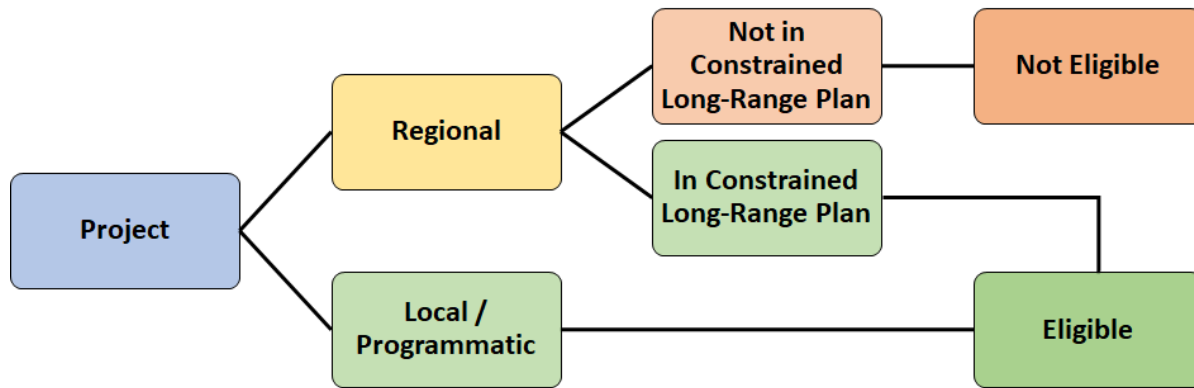 Project
Regional
Local /
Programmatic
Not in
Constrained
Long-Range Plan
In Constrained
Long-Range Plan
Not Eligible
Eligible